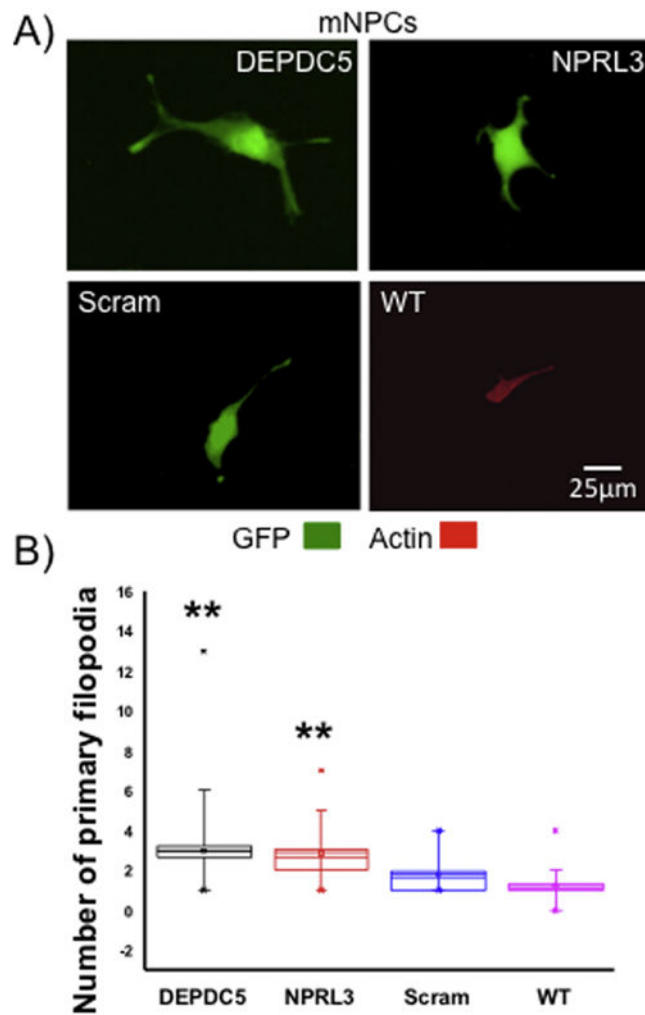 A)
mNPCs
DEPDC5
NPRL3
Scram
WT
25µm
GFP Actin
B)
Number of primary filopodia
16
**
14
12
10
**
8
6
4
2
0
-2
DEPDC5 NPRL3 Scram WT